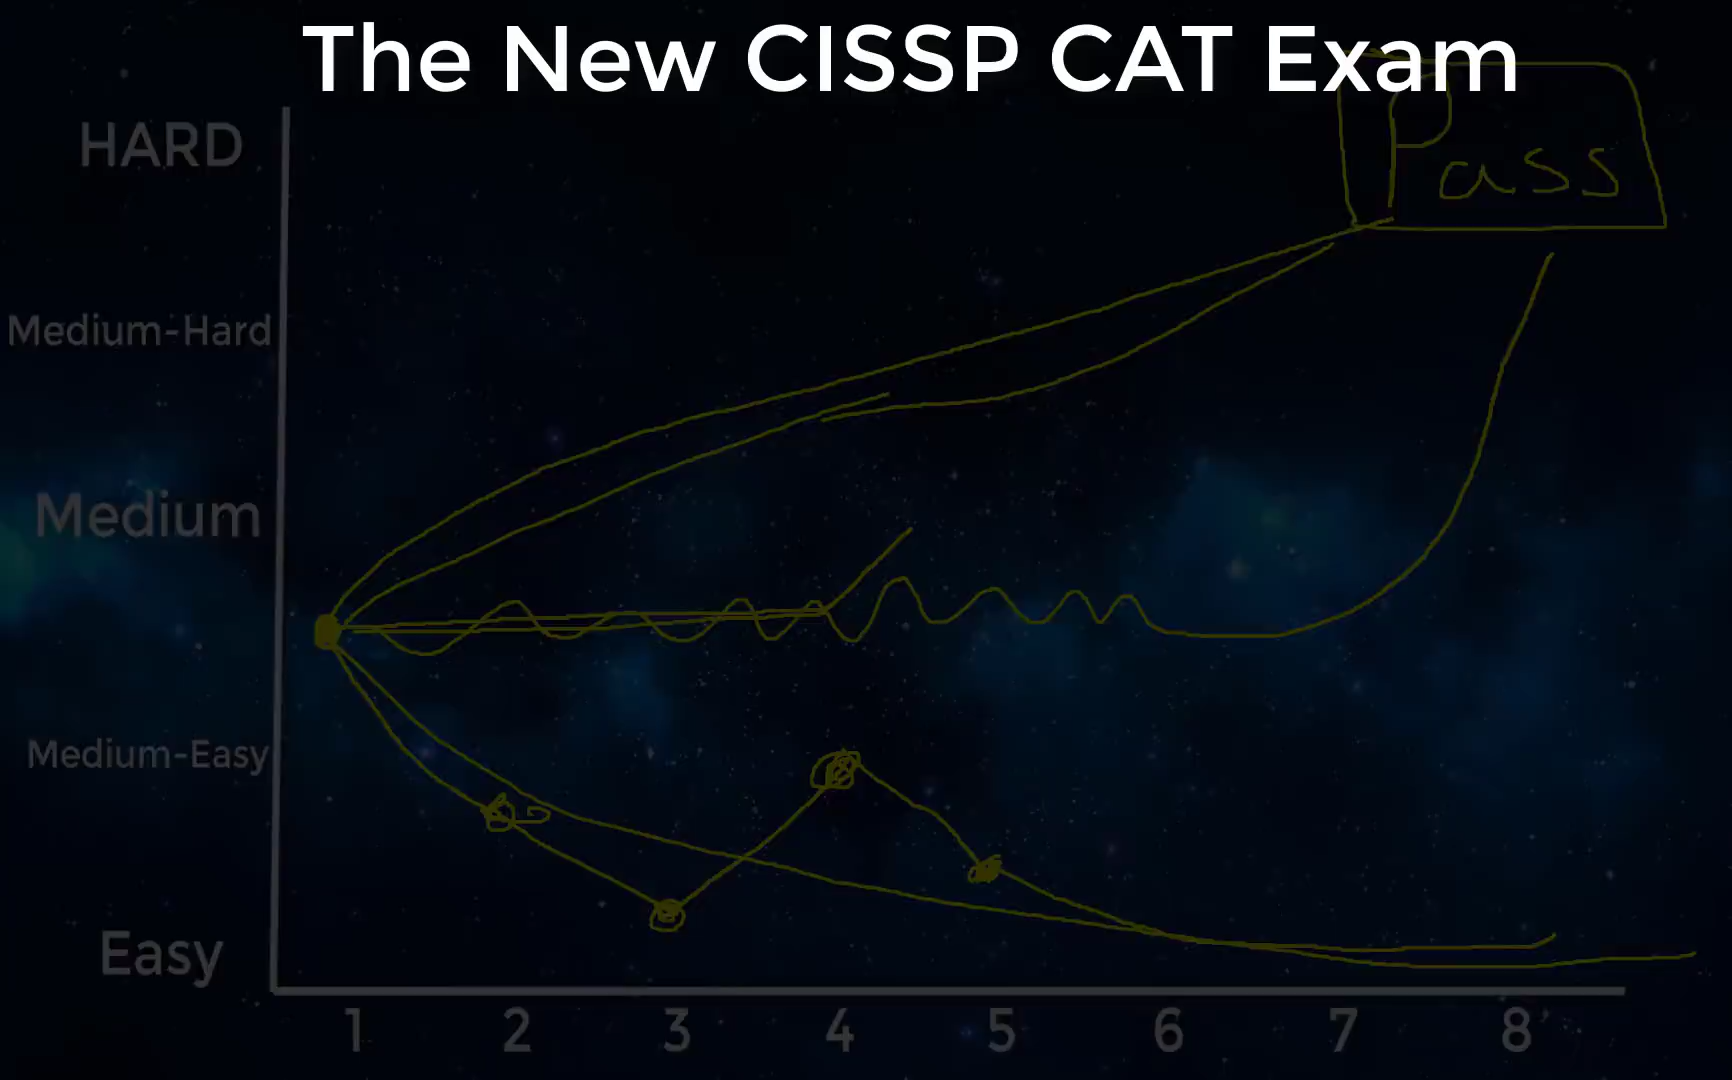 The New CISSP CAT Exam
HARD
Pass
Medium-Hard
Medium
Medium-Easy
Easy
1 2 3 4 5 6 7 8